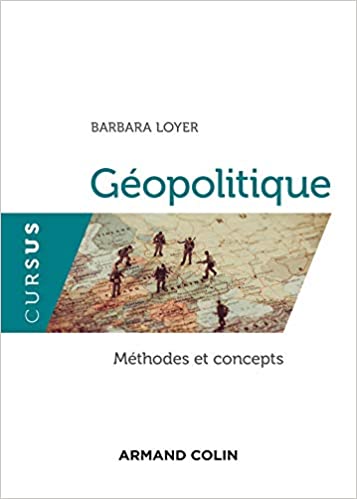 BARBARA LOYER
Géopolitique
CURSUS
Méthodes et concepts
ARMAND COLIN